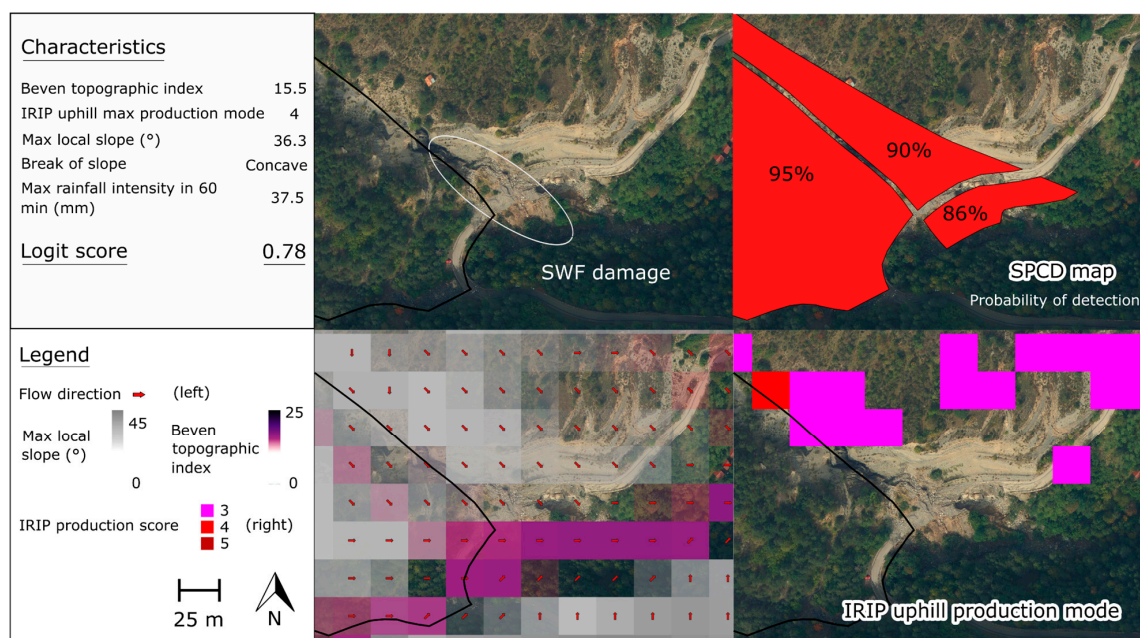 Characteristics
Beven topographic index 15.5
IRIP uphill max production mode 4
Max local slope (°) 36.3
Break of slope Concave
Max rainfall intensity in 60
min (mm) 37.5
Logit score 0.78
SWF damage
95%
90%
86%
SPCD map
Probability of detection
Legend
Flow direction (left)
Max local
slope (°)
45
0
Beven
topographic
index
25
0
IRIP production score
3
4
5
(right)
25 m
N
IRIP uphill production mode